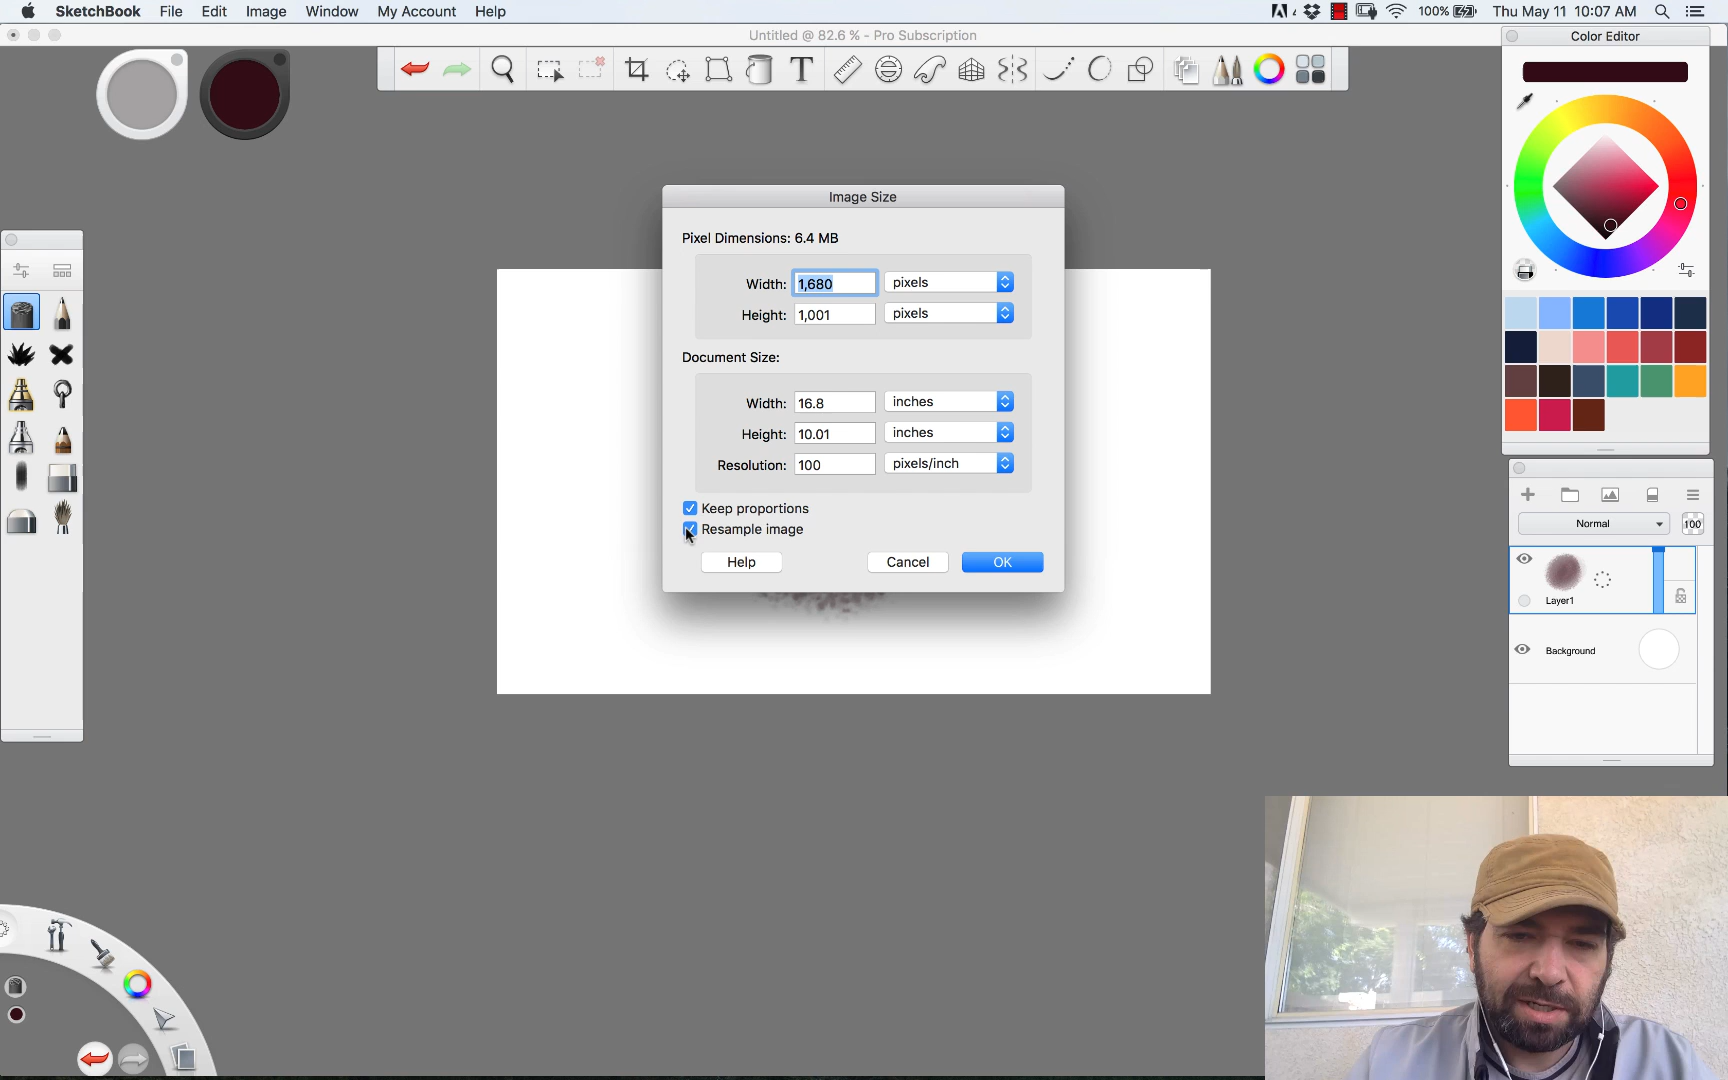 SketchBook File Edit Image Window My Account Help 100% Thu May 11 10:07 AM
Untitled @ 82.6 % - Pro Subscription
Color Editor
Image Size
Pixel Dimensions: 6.4 MB
Width: 1,680 pixels
Height: 1,001 pixels
Document Size:
Width: 16.8 inches
Height: 10.01 inches
Resolution: 100 pixels/inch
Keep proportions
Resample image
Help Cancel OK
Normal 100
Layer1
Background